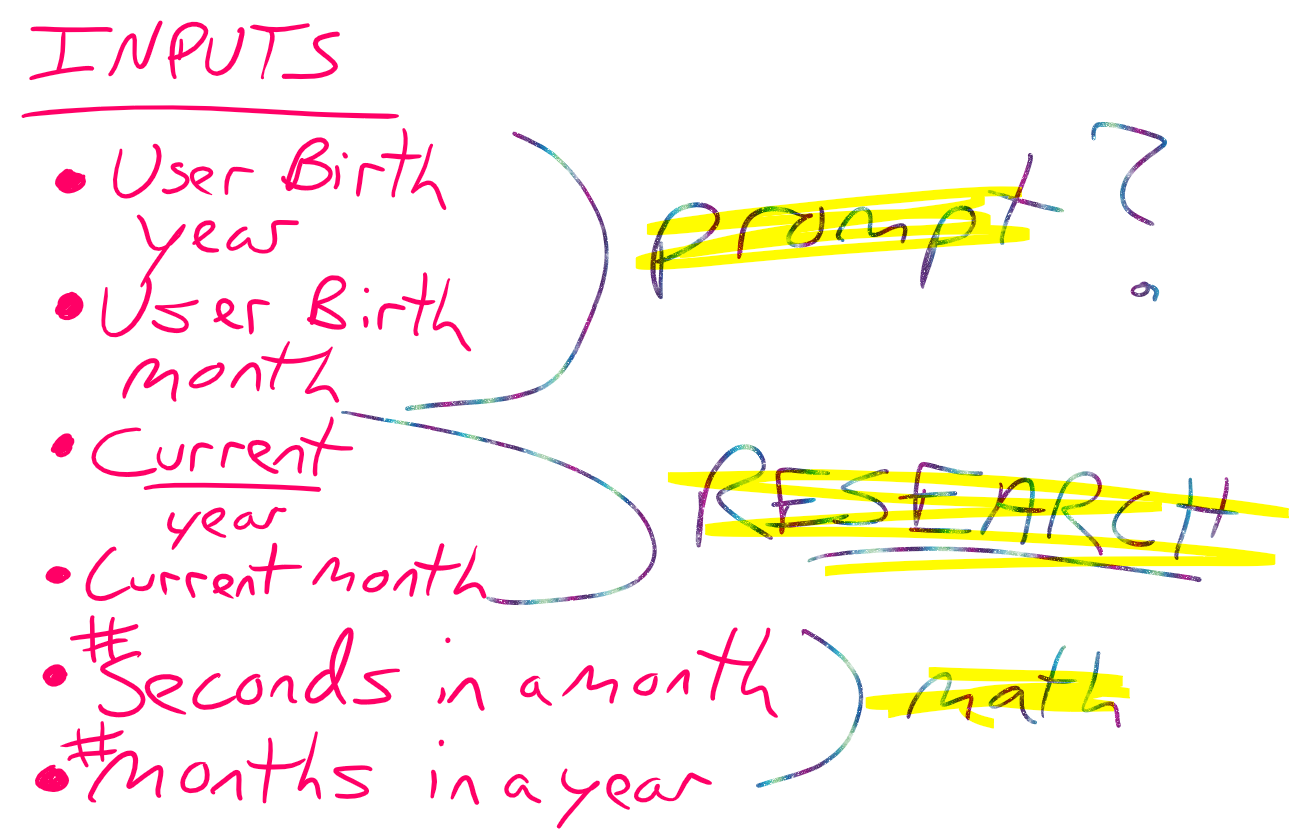 INPUTS
• User Birth
year
• User Birth
month
prompt ?
• Current
year
• Current month
RESEARCH
• # Seconds in a month
• # months in a year
math